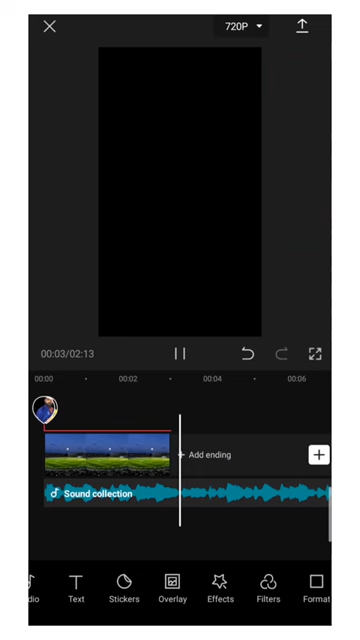 720P
00:03/02:13
00:00 00:02 00:04 00:06
Add ending
Sound collection
dio Text Stickers Overlay Effects Filters Format